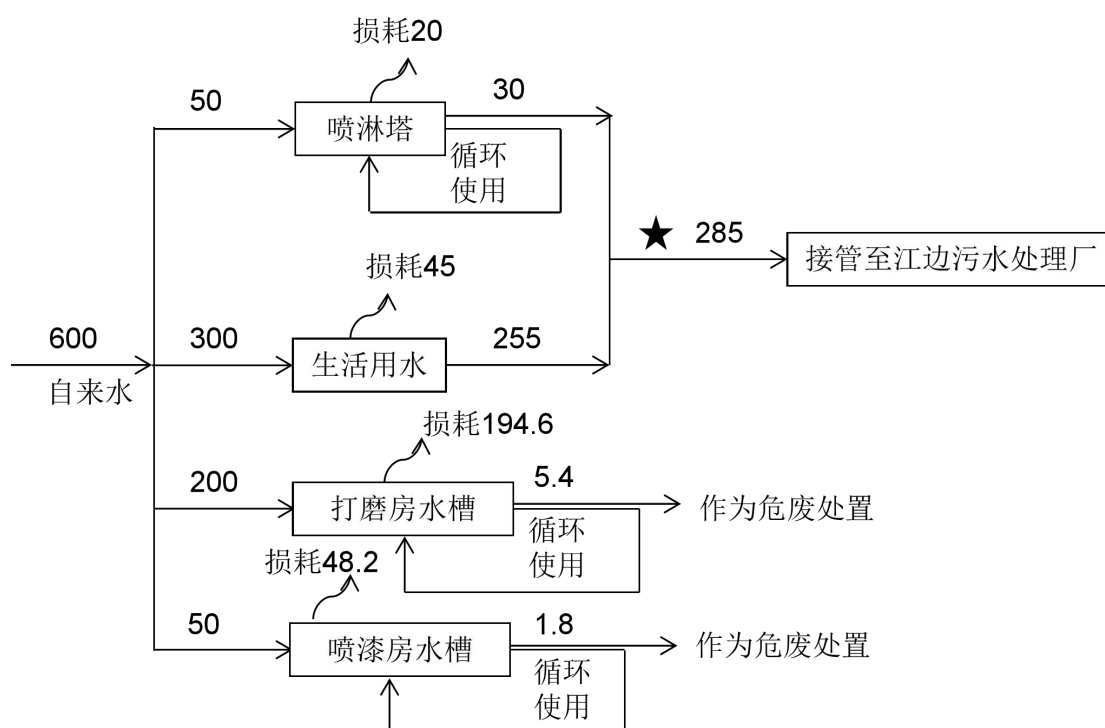 损耗20
50
喷淋塔
30
循环
使用
★ 285
接管至江边污水处理厂
损耗45
600
自来水
300
生活用水
255
损耗194.6
200
打磨房水槽
5.4
作为危废处置
循环
使用
损耗48.2
50
喷漆房水槽
1.8
作为危废处置
循环
使用